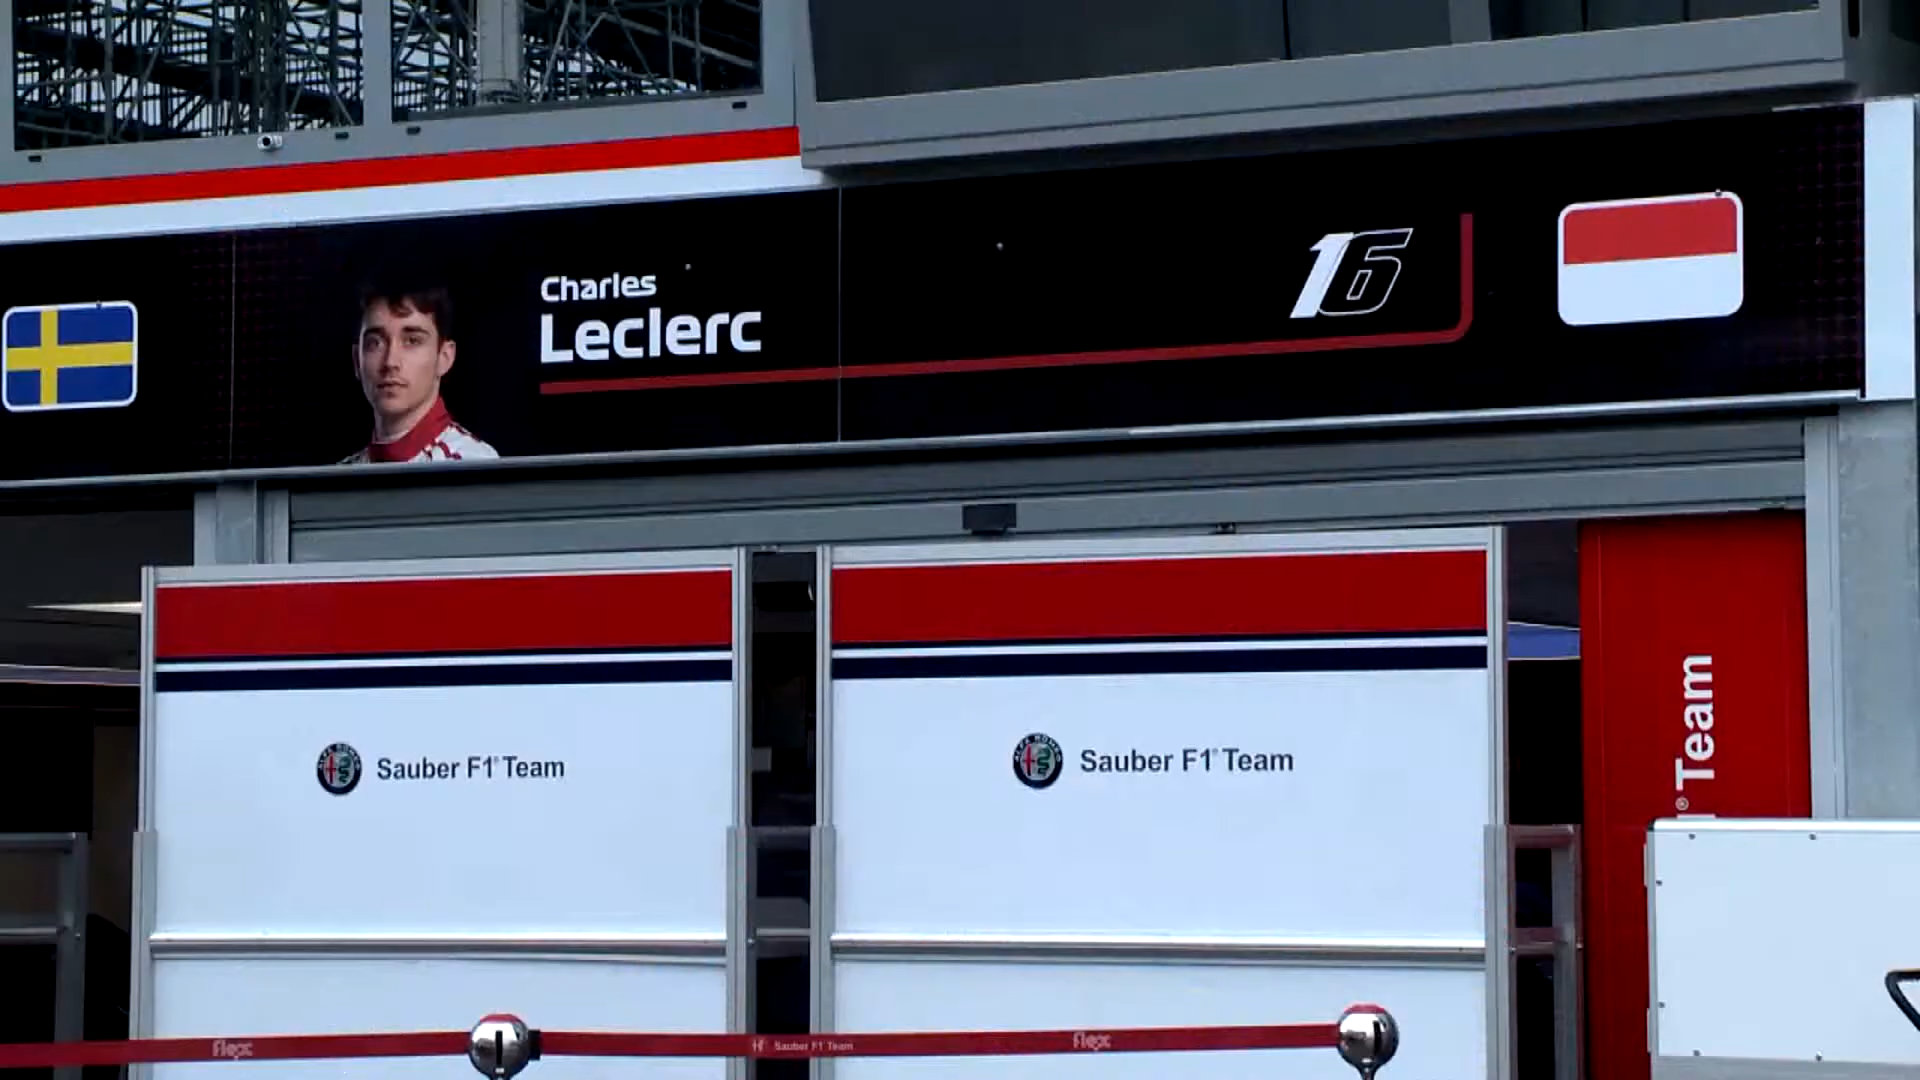 Charles
Leclerc
16
Sauber F1® Team
Sauber F1® Team
® Team
Flex
Sauber F1 Team
Flex